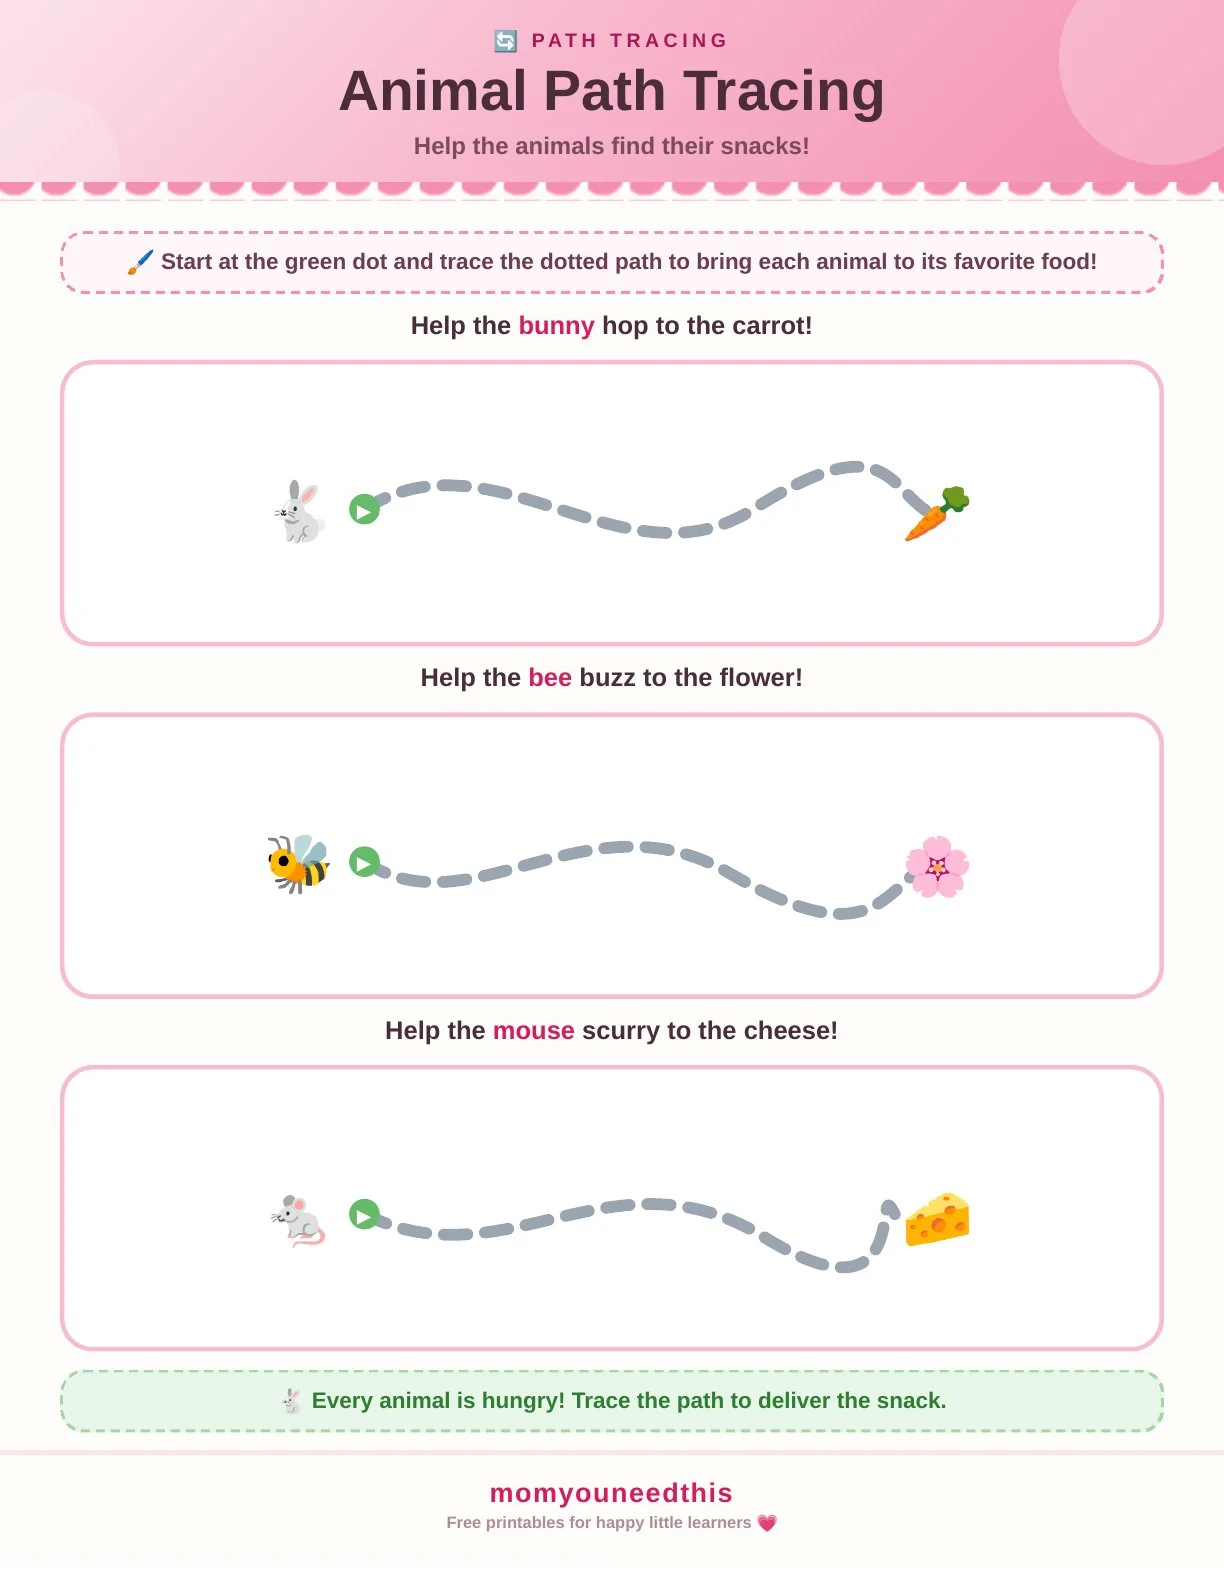 PATH TRACING
Animal Path Tracing
Help the animals find their snacks!
Start at the green dot and trace the dotted path to bring each animal to its favorite food!
Help the bunny hop to the carrot!
Help the bee buzz to the flower!
Help the mouse scurry to the cheese!
Every animal is hungry! Trace the path to deliver the snack.
momyouneedthis
Free printables for happy little learners